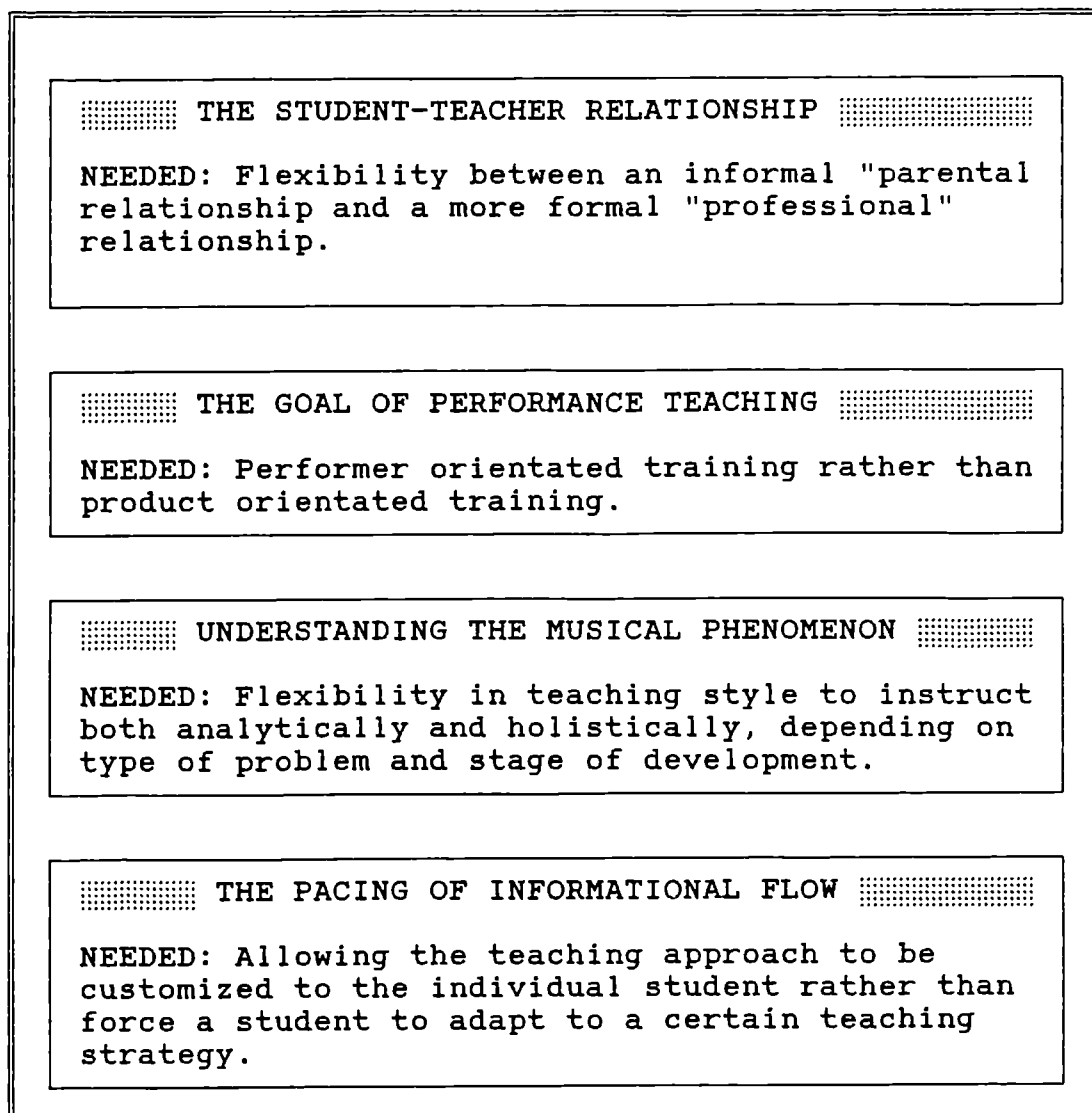 THE STUDENT-TEACHER RELATIONSHIP
NEEDED: Flexibility between an informal "parental
relationship and a more formal "professional"
relationship.
THE GOAL OF PERFORMANCE TEACHING
NEEDED: Performer orientated training rather than
product orientated training.
UNDERSTANDING THE MUSICAL PHENOMENON
NEEDED: Flexibility in teaching style to instruct
both analytically and holistically, depending on
type of problem and stage of development.
THE PACING OF INFORMATIONAL FLOW
NEEDED: Allowing the teaching approach to be
customized to the individual student rather than
force a student to adapt to a certain teaching
strategy.